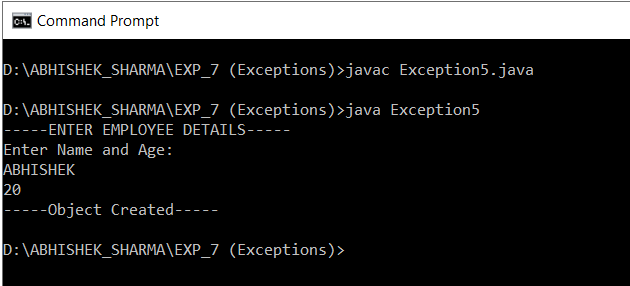 Command Prompt
D:\ABHISHEK_SHARMA\EXP_7 (Exceptions)>javac Exception5.java
D:\ABHISHEK_SHARMA\EXP_7 (Exceptions)>java Exception5
-----ENTER EMPLOYEE DETAILS-----
Enter Name and Age:
ABHISHEK
20
-----Object Created-----
D:\ABHISHEK_SHARMA\EXP_7 (Exceptions)>